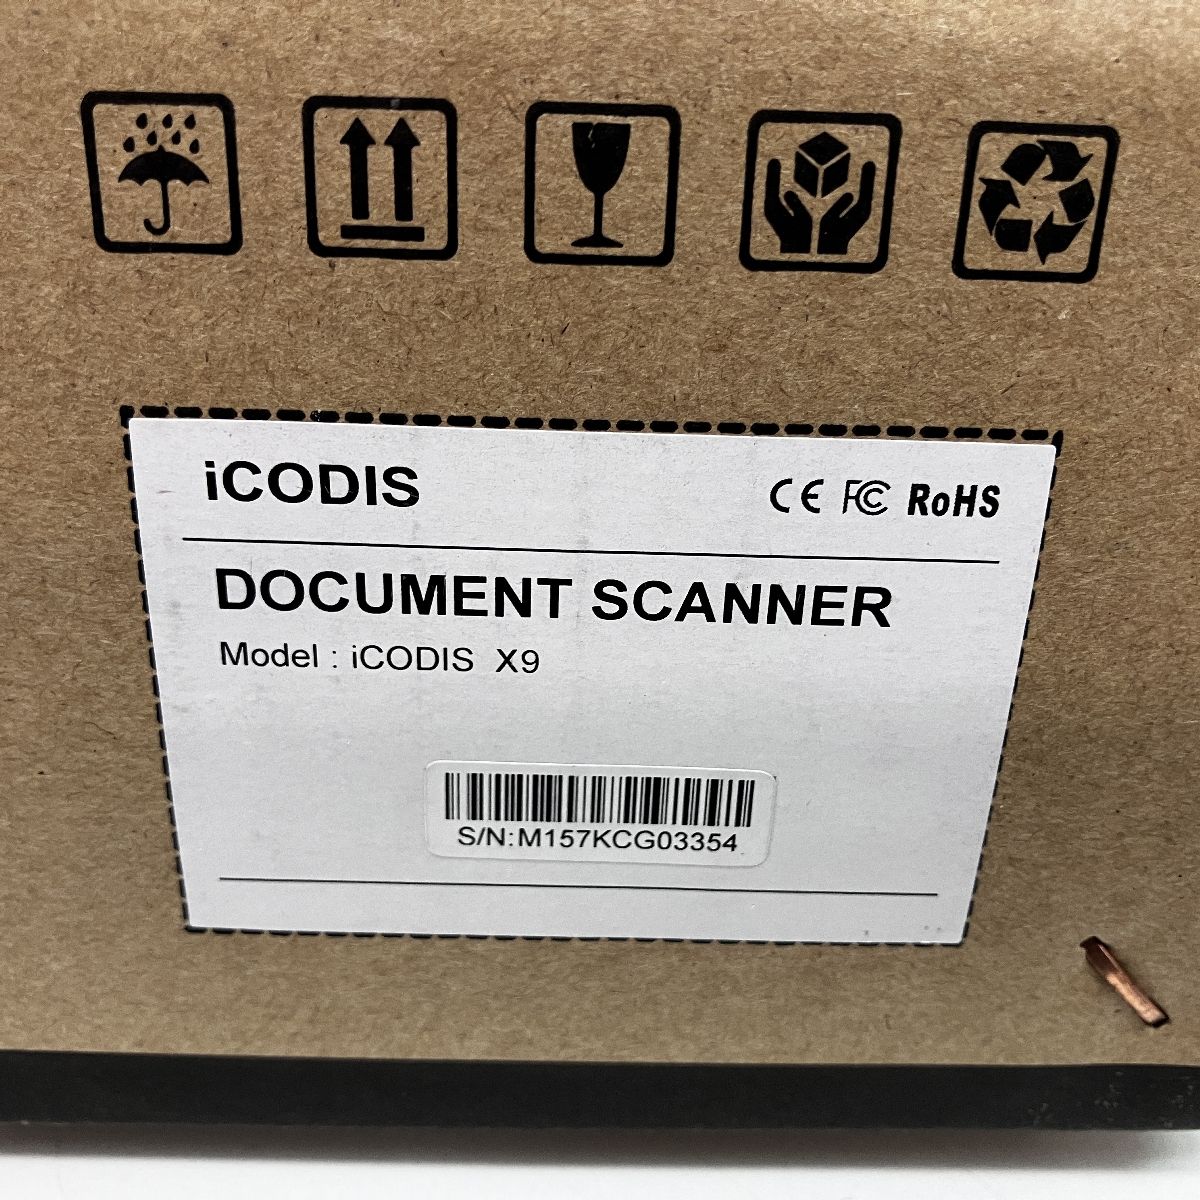 iCODIS
CE FC RoHS
DOCUMENT SCANNER
Model : iCODIS X9
S/N:M157KCG03354